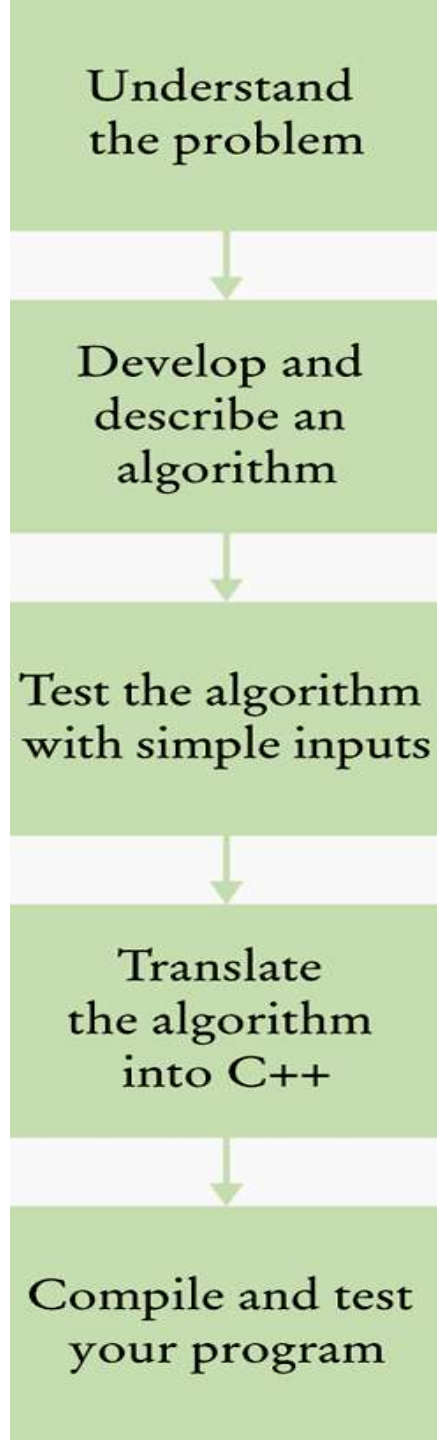 Understand
the problem
Develop and
describe an
algorithm
Test the algorithm
with simple inputs
Translate
the algorithm
into C++
Compile and test
your program